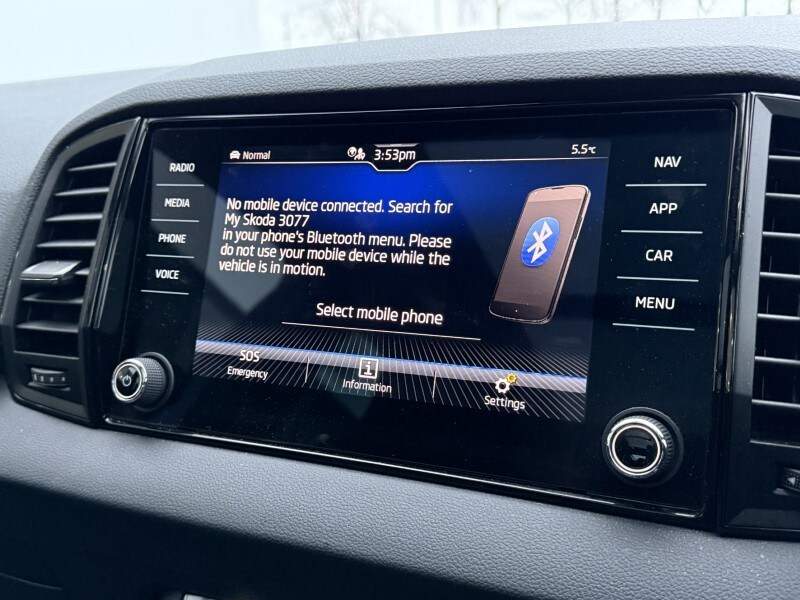 Normal
3:53pm
5.5°C
RADIO
MEDIA
PHONE
VOICE
No mobile device connected. Search for
My Skoda 3077
in your phone's Bluetooth menu. Please
do not use your mobile device while the
vehicle is in motion.
Select mobile phone
SOS
Emergency
i
Information
Settings
NAV
APP
CAR
MENU